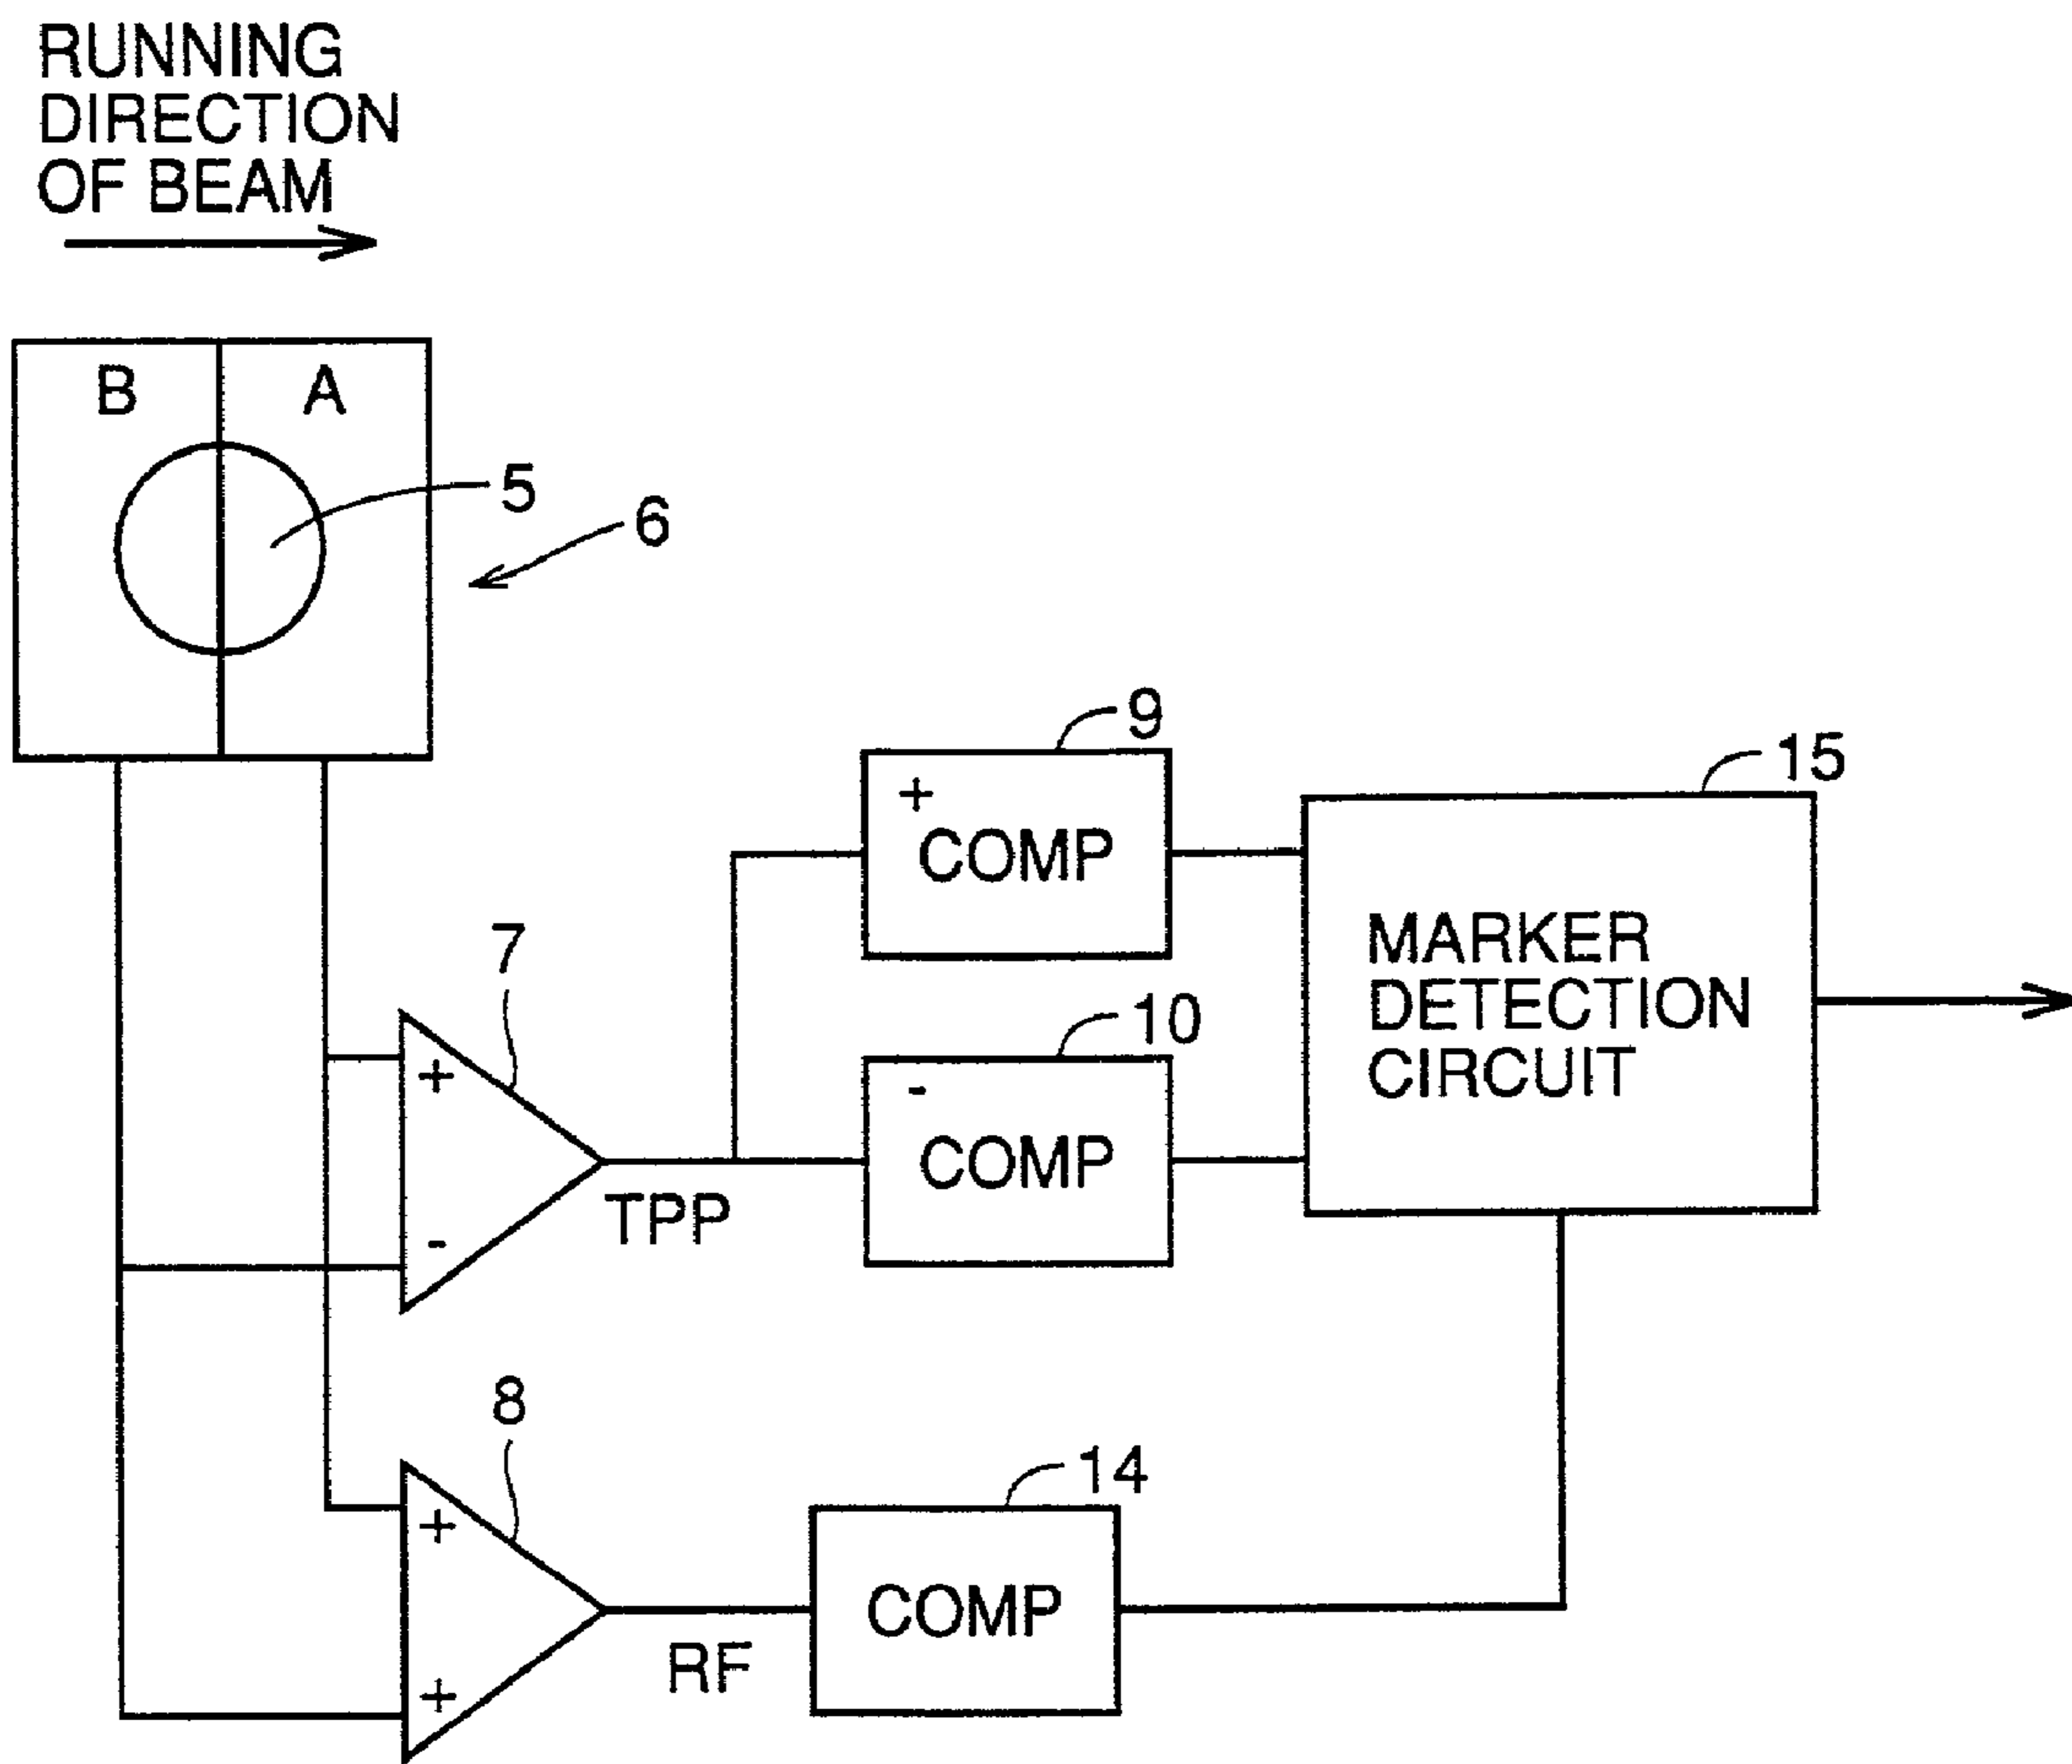 RUNNING
DIRECTION
OF BEAM
B
A
5
6
9
+
COMP
15
7
MARKER
DETECTION
CIRCUIT
10
-
COMP
+
-
TPP
8
14
+
+
COMP
RF